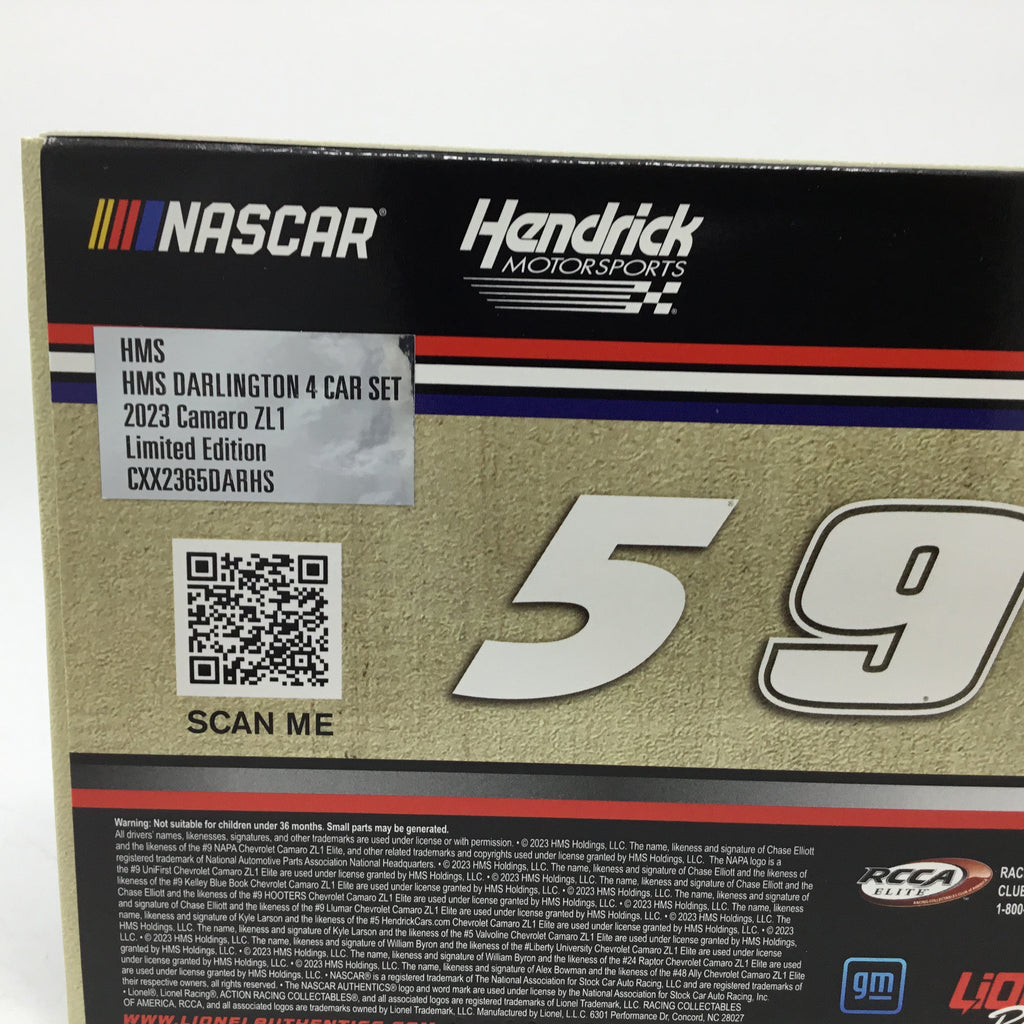 NASCAR®
Hendrick
MOTORSPORTS
HMS
HMS DARLINGTON 4 CAR SET
2023 Camaro ZL1
Limited Edition
CXX2365DARHS
5 9
SCAN ME
Warning: Not suitable for children under 36 months. Small parts may be generated.
All drivers' names, likenesses, signatures, and other trademarks are used under license or with permission. • © 2023 HMS Holdings, LLC. The name, likeness and signature of Chase Elliott
and the likeness of the #9 NAPA Chevrolet Camaro ZL1 Elite, and other related trademarks and copyrights used under license granted by HMS Holdings, LLC. The NAPA logo is a
registered trademark of National Automotive Parts Association National Headquarters. • © 2023 HMS Holdings, LLC. The name, likeness and signature of Chase Elliott and the likeness of
the #9 UniFirst Chevrolet Camaro ZL1 Elite are used under license granted by HMS Holdings, LLC. • © 2023 HMS Holdings, LLC. The name, likeness and signature of Chase Elliott and the
likeness of the #9 Kelley Blue Book Chevrolet Camaro ZL1 Elite are used under license granted by HMS Holdings, LLC. • © 2023 HMS Holdings, LLC. The name, likeness and signature of
Chase Elliott and the likeness of the #9 HOOTERS Chevrolet Camaro ZL1 Elite are used under license granted by HMS Holdings, LLC. • © 2023 HMS Holdings, LLC. The name, likeness
and signature of Chase Elliott and the likeness of the #9 Llumar Chevrolet Camaro ZL1 Elite are used under license granted by HMS Holdings, LLC. • © 2023 HMS Holdings, LLC. The
name, likeness and signature of Kyle Larson and the likeness of the #5 HendrickCars.com Chevrolet Camaro ZL1 Elite are used under license granted by HMS Holdings, LLC. • © 2023
HMS Holdings, LLC. The name, likeness and signature of Kyle Larson and the likeness of the #5 Valvoline Chevrolet Camaro ZL1 Elite are used under license granted by HMS Holdings,
LLC. • © 2023 HMS Holdings, LLC. The name, likeness and signature of William Byron and the likeness of the #Liberty University Chevrolet Camaro ZL1 Elite are used under license
granted by HMS Holdings, LLC. • © 2023 HMS Holdings, LLC. The name, likeness and signature of William Byron and the likeness of the #24 Raptor Chevrolet Camaro ZL1 Elite are used
under license granted by HMS Holdings, LLC. • © 2023 HMS Holdings, LLC. The name, likeness and signature of Alex Bowman and the likeness of the #48 Ally Chevrolet Camaro ZL1 Elite
are used under license granted by HMS Holdings, LLC. • NASCAR® is a registered trademark of The National Association for Stock Car Auto Racing, LLC and are used under license of
their respective owners, all rights reserved. • The NASCAR AUTHENTICS® logo and word mark are used under license by the National Association for Stock Car Auto Racing, Inc.
• Lionel®, Lionel Racing®, ACTION RACING COLLECTABLES®, and all associated logos are registered trademarks of Lionel Trademark, LLC. RACING COLLECTABLES
OF AMERICA, RCCA, and all associated logos are trademarks owned by Lionel Trademark, LLC. Manufactured by Lionel, L.L.C. 6301 Performance Dr, Concord, NC 28027
WWW.LIONELAUTHENTICS.COM
RCCA
ELITE
RAC
CLUB
1-800-
gm